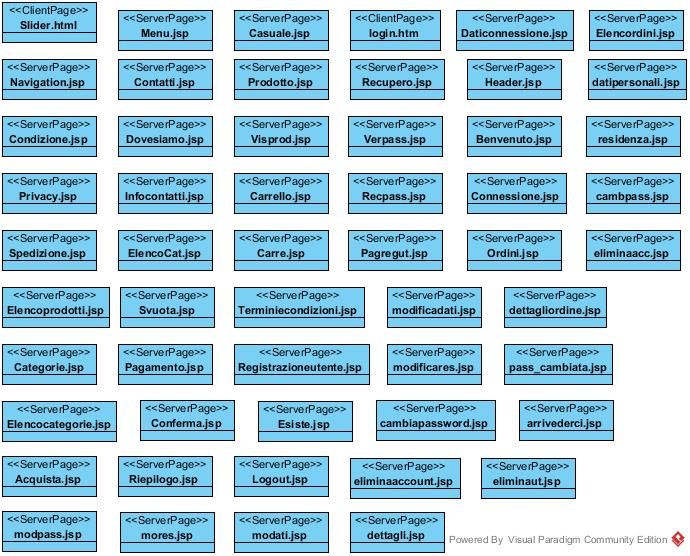 <<ClientPage>>
Slider.html
<<ServerPage>>
Menu.jsp
<<ServerPage>>
Casuale.jsp
<<ClientPage>>
login.htm
<<ServerPage>>
Daticonnessione.jsp
<<ServerPage>>
Elencordini.jsp
<<ServerPage>>
Navigation.jsp
<<ServerPage>>
Contatti.jsp
<<ServerPage>>
Prodotto.jsp
<<ServerPage>>
Recupero.jsp
<<ServerPage>>
Header.jsp
<<ServerPage>>
datipersonali.jsp
<<ServerPage>>
Condizione.jsp
<<ServerPage>>
Dovesiamo.jsp
<<ServerPage>>
Visprod.jsp
<<ServerPage>>
Verpass.jsp
<<ServerPage>>
Benvenuto.jsp
<<ServerPage>>
residenza.jsp
<<ServerPage>>
Privacy.jsp
<<ServerPage>>
Infocontatti.jsp
<<ServerPage>>
Carrello.jsp
<<ServerPage>>
Recpass.jsp
<<ServerPage>>
Connessione.jsp
<<ServerPage>>
cambpass.jsp
<<ServerPage>>
Spedizione.jsp
<<ServerPage>>
ElencoCat.jsp
<<ServerPage>>
Carre.jsp
<<ServerPage>>
Pagregut.jsp
<<ServerPage>>
Ordini.jsp
<<ServerPage>>
eliminaacc.jsp
<<ServerPage>>
Elencoprodotti.jsp
<<ServerPage>>
Svuota.jsp
<<ServerPage>>
Terminiecondizioni.jsp
<<ServerPage>>
modificadati.jsp
<<ServerPage>>
dettagliordine.jsp
<<ServerPage>>
Categorie.jsp
<<ServerPage>>
Pagamento.jsp
<<ServerPage>>
Registrazioneutente.jsp
<<ServerPage>>
modificares.jsp
<<ServerPage>>
pass_cambiata.jsp
<<ServerPage>>
Elencocategorie.jsp
<<ServerPage>>
Conferma.jsp
<<ServerPage>>
Esiste.jsp
<<ServerPage>>
cambiapassword.jsp
<<ServerPage>>
arrivederci.jsp
<<ServerPage>>
Acquista.jsp
<<ServerPage>>
Riepilogo.jsp
<<ServerPage>>
Logout.jsp
<<ServerPage>>
eliminaaccount.jsp
<<ServerPage>>
eliminaut.jsp
<<ServerPage>>
modpass.jsp
<<ServerPage>>
mores.jsp
<<ServerPage>>
modati.jsp
<<ServerPage>>
dettagli.jsp
Powered By Visual Paradigm Community Edition